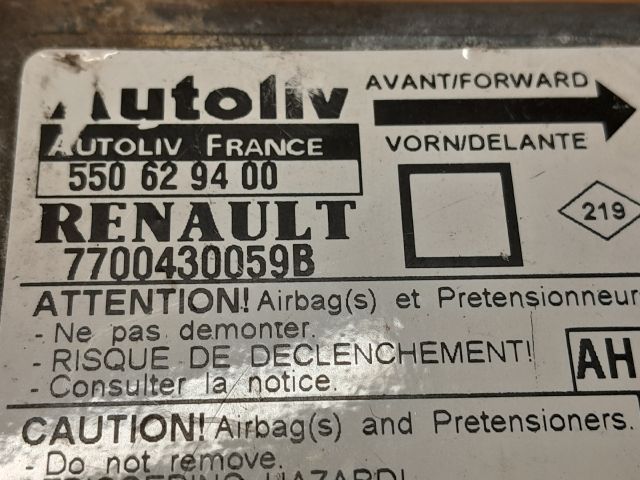 Autoliv
AUTOLIV FRANCE
550 62 94 00
RENAULT
7700430059B
AVANT/FORWARD
VORN/DELANTE
219
ATTENTION! Airbag(s) et Pretensionneur
- Ne pas demonter.
- RISQUE DE DECLENCHEMENT!
- Consulter la notice.
AH
CAUTION! Airbag(s) and Pretensioners.
- Do not remove.